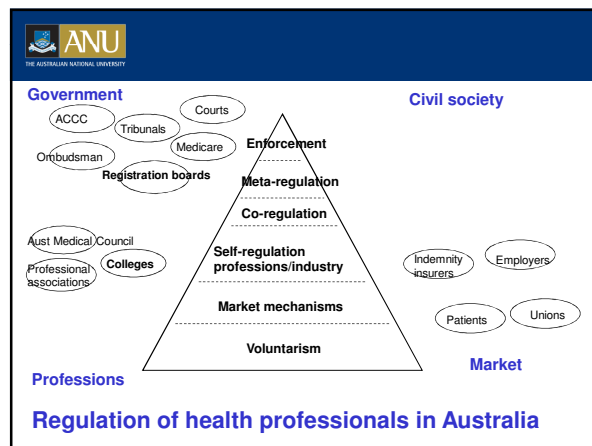 ANU
THE AUSTRALIAN NATIONAL UNIVERSITY
Government
Civil society
Courts
ACCC
Tribunals
Medicare
Ombudsman
Registration boards
Enforcement
Meta-regulation
Co-regulation
Self-regulation
professions/industry
Market mechanisms
Voluntarism
Aust Medical Council
Professional
associations
Colleges
Indemnity
insurers
Employers
Patients
Unions
Professions
Market
Regulation of health professionals in Australia